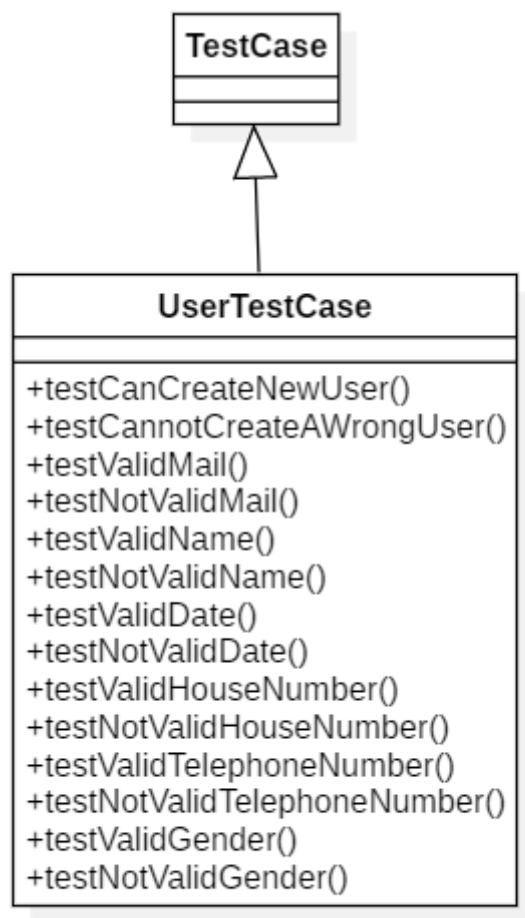 TestCase
UserTestCase
+testCanCreateNewUser()
+testCannotCreateAWrongUser()
+testValidMail()
+testNotValidMail()
+testValidName()
+testNotValidName()
+testValidDate()
+testNotValidDate()
+testValidHouseNumber()
+testNotValidHouseNumber()
+testValidTelephoneNumber()
+testNotValidTelephoneNumber()
+testValidGender()
+testNotValidGender()